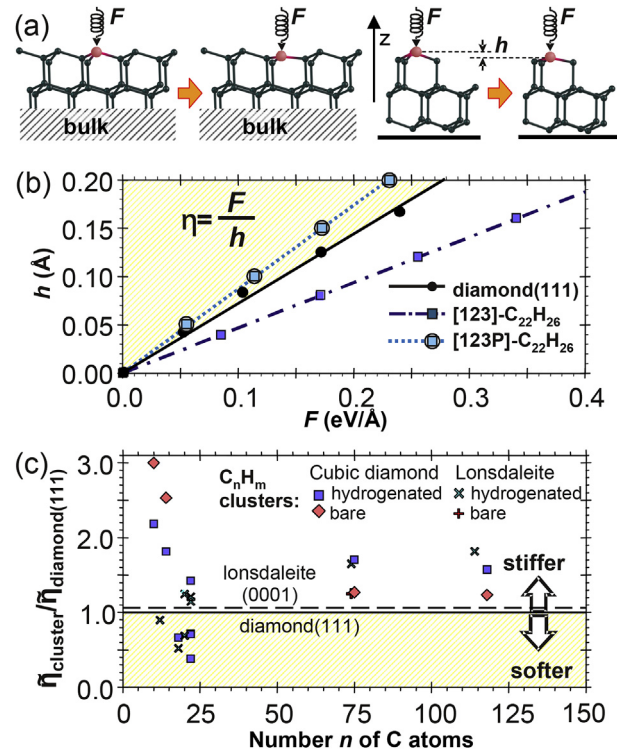 (a)
F
F
F
F
z
h
bulk
bulk
(b)
0.20
0.15
0.10
0.05
0.00
h (Å)
η= F/h
diamond(111)
[123]-C₂₂H₂₆
[123P]-C₂₂H₂₆
0.0 0.1 0.2 0.3 0.4
F (eV/Å)
(c)
3.0
2.0
1.0
0.0
η̃cluster/η̃diamond(111)
CₙHₘ clusters:
Cubic diamond
hydrogenated
bare
Lonsdaleite
hydrogenated
bare
lonsdaleite
(0001)
diamond(111)
stiffer
softer
0 25 50 75 100 125 150
Number n of C atoms